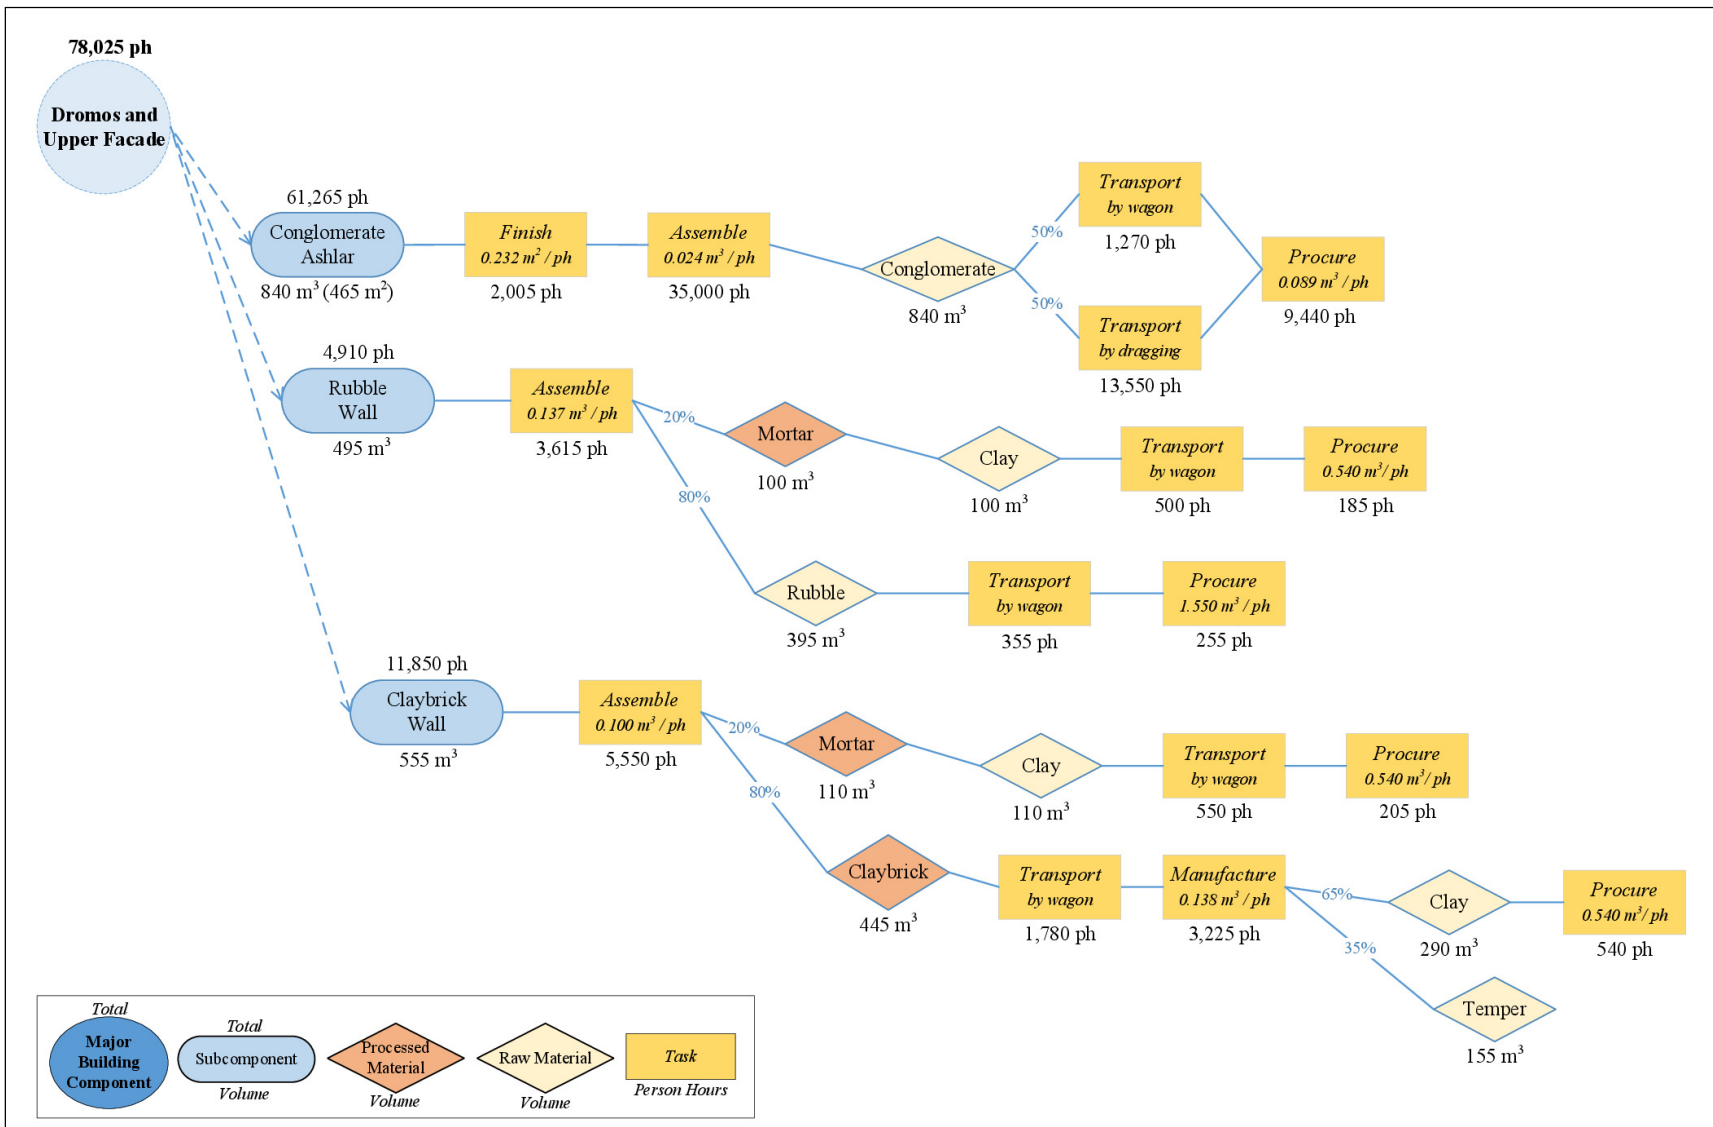 78,025 ph
Dromos and
Upper Facade
61,265 ph
Conglomerate
Ashlar
840 m³ (465 m²)
Finish
0.232 m² / ph
2,005 ph
Assemble
0.024 m³ / ph
35,000 ph
Conglomerate
840 m³
50%
50%
Transport
by wagon
1,270 ph
Transport
by dragging
13,550 ph
Procure
0.089 m³ / ph
9,440 ph
4,910 ph
Rubble
Wall
495 m³
Assemble
0.137 m³ / ph
3,615 ph
20%
80%
Mortar
100 m³
Clay
100 m³
Transport
by wagon
500 ph
Procure
0.540 m³/ ph
185 ph
Rubble
395 m³
Transport
by wagon
355 ph
Procure
1.550 m³ / ph
255 ph
11,850 ph
Claybrick
Wall
555 m³
Assemble
0.100 m³ / ph
5,550 ph
20%
80%
Mortar
110 m³
Clay
110 m³
Transport
by wagon
550 ph
Procure
0.540 m³/ ph
205 ph
Claybrick
445 m³
Transport
by wagon
1,780 ph
Manufacture
0.138 m³ / ph
3,225 ph
65%
35%
Clay
290 m³
Procure
0.540 m³/ ph
540 ph
Temper
155 m³
Total
Major
Building
Component
Total
Subcomponent
Volume
Processed
Material
Volume
Raw Material
Volume
Task
Person Hours